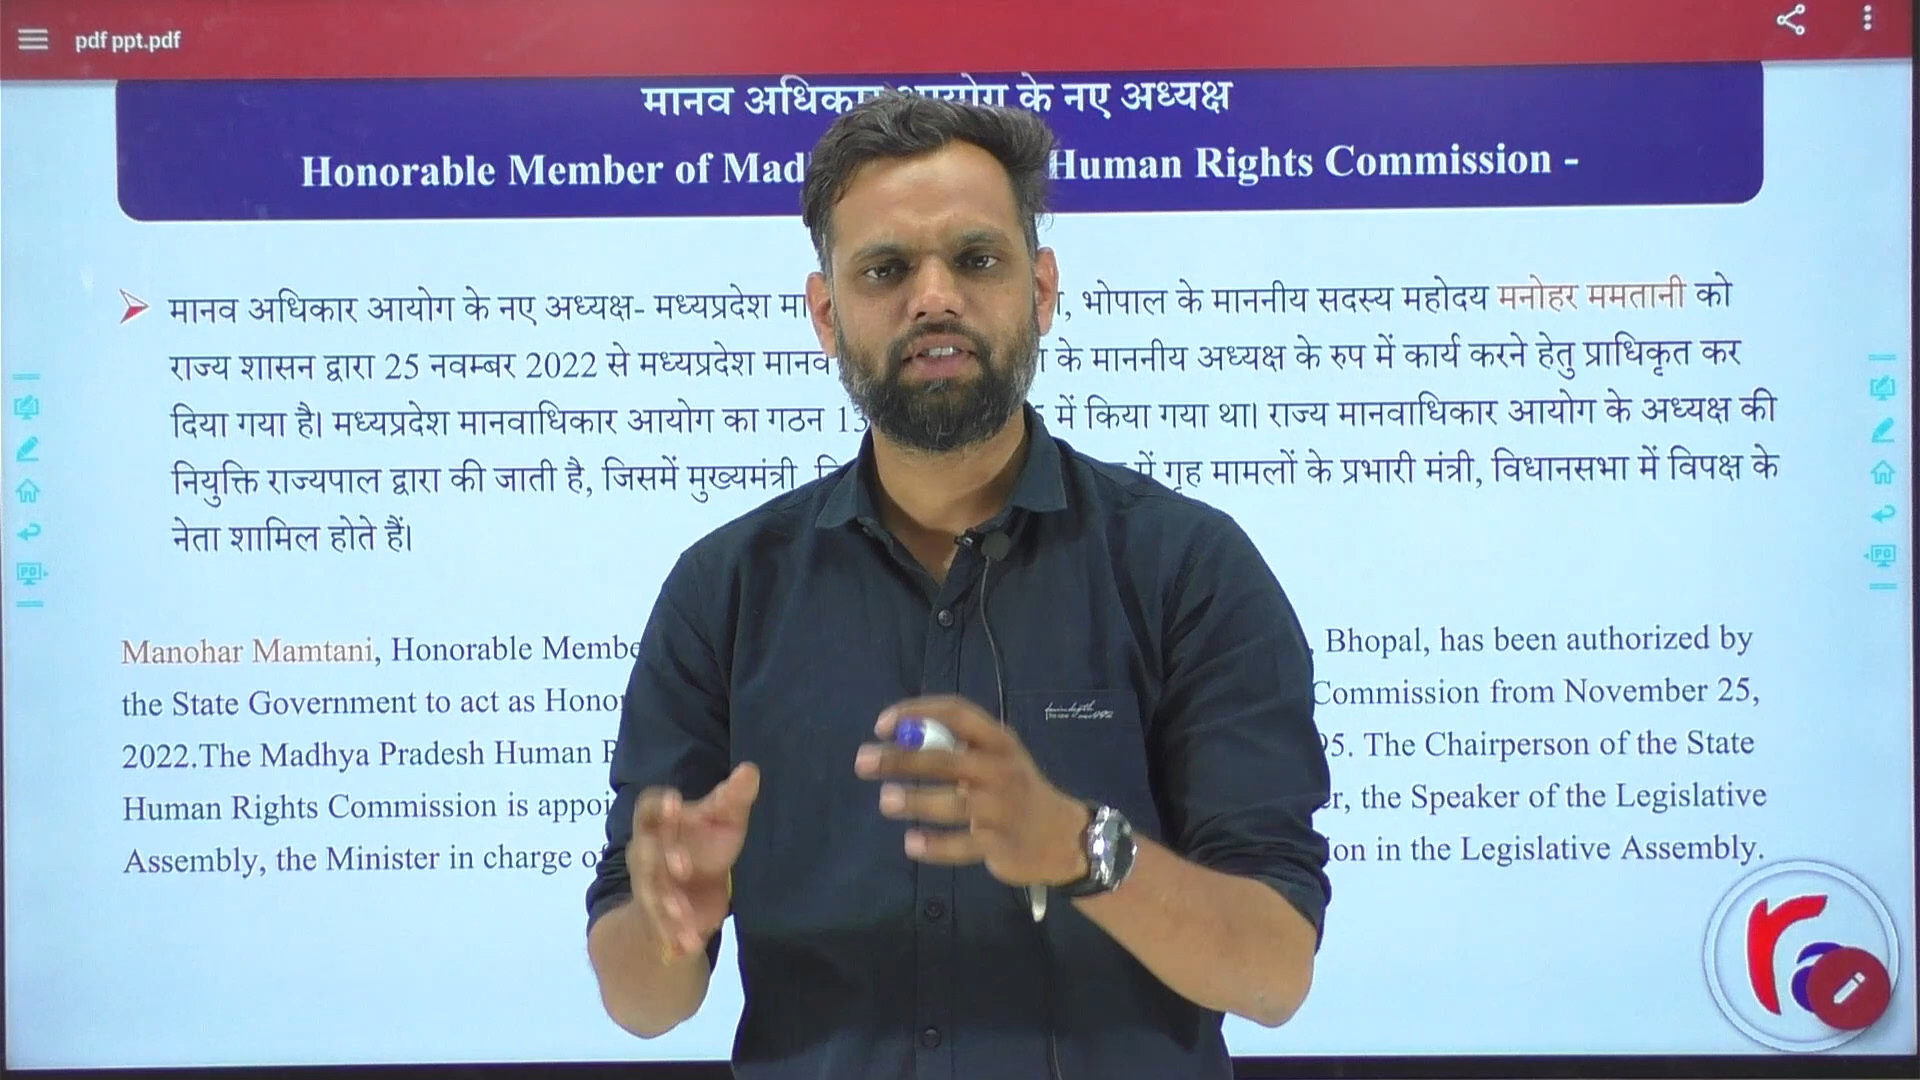 pdf ppt.pdf
मानव अधिकार आयोग के नए अध्यक्ष
Honorable Member of Mad Human Rights Commission -
मानव अधिकार आयोग के नए अध्यक्ष- मध्यप्रदेश मा , भोपाल के माननीय सदस्य महोदय मनोहर ममतानी को
राज्य शासन द्वारा 25 नवम्बर 2022 से मध्यप्रदेश मानव के माननीय अध्यक्ष के रुप में कार्य करने हेतु प्राधिकृत कर
दिया गया है। मध्यप्रदेश मानवाधिकार आयोग का गठन 13 में किया गया था। राज्य मानवाधिकार आयोग के अध्यक्ष की
नियुक्ति राज्यपाल द्वारा की जाती है, जिसमें मुख्यमंत्री, में गृह मामलों के प्रभारी मंत्री, विधानसभा में विपक्ष के
नेता शामिल होते हैं।
Manohar Mamtani, Honorable Membe Bhopal, has been authorized by
the State Government to act as Hono Commission from November 25,
2022.The Madhya Pradesh Human 95. The Chairperson of the State
Human Rights Commission is appoi er, the Speaker of the Legislative
Assembly, the Minister in charge of ion in the Legislative Assembly.